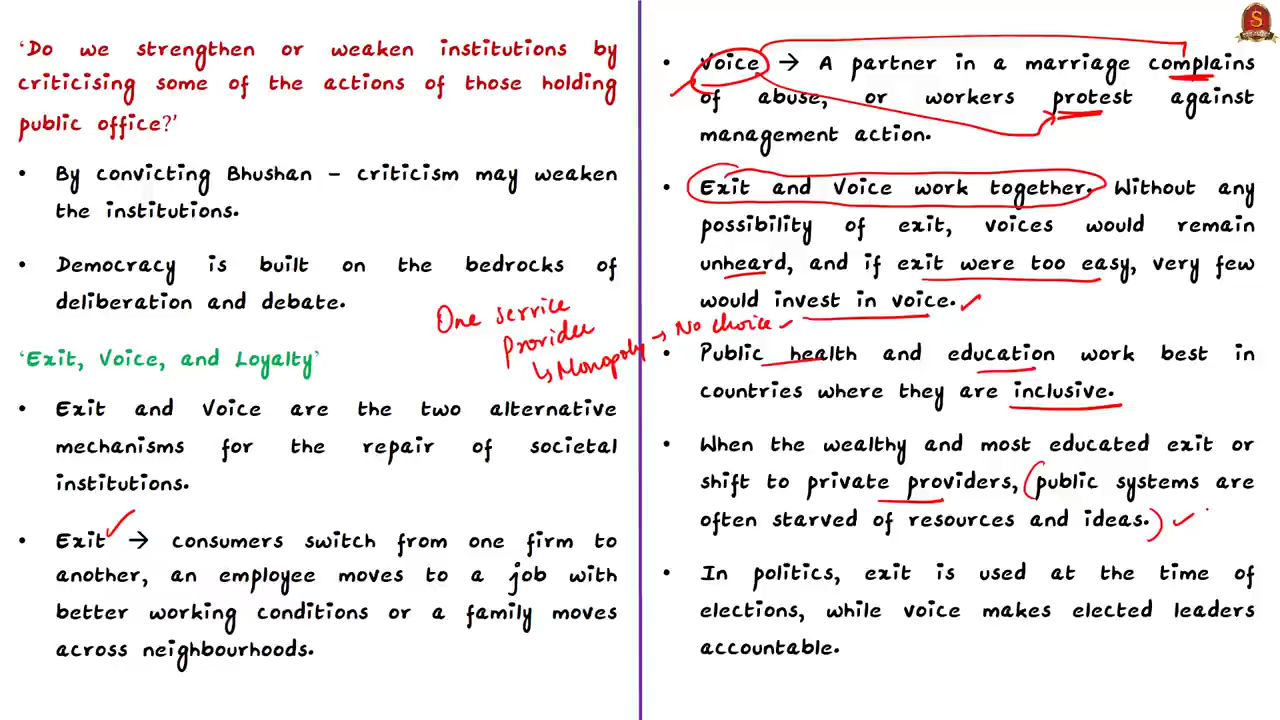 ‘Do we strengthen or weaken institutions by
criticising some of the actions of those holding
public office?’
• By convicting Bhushan – criticism may weaken
the institutions.
• Democracy is built on the bedrocks of
deliberation and debate.
‘Exit, Voice, and Loyalty’
• Exit and Voice are the two alternative
mechanisms for the repair of societal
institutions.
• Exit → consumers switch from one firm to
another, an employee moves to a job with
better working conditions or a family moves
across neighbourhoods.
One service
provider
↳ Monopoly → No choice
• Voice → A partner in a marriage complains
of abuse, or workers protest against
management action.
• Exit and Voice work together. Without any
possibility of exit, voices would remain
unheard, and if exit were too easy, very few
would invest in voice.
• Public health and education work best in
countries where they are inclusive.
• When the wealthy and most educated exit or
shift to private providers, (public systems are
often starved of resources and ideas.)
• In politics, exit is used at the time of
elections, while voice makes elected leaders
accountable.
S